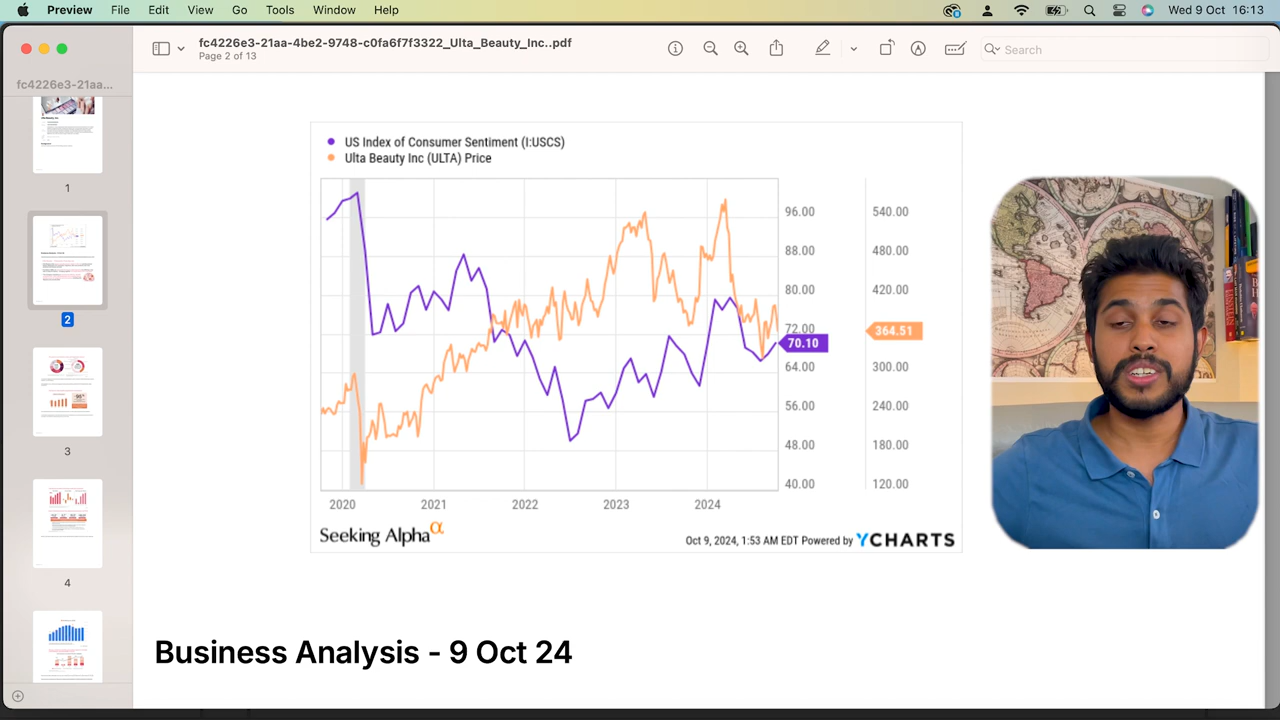 Preview File Edit View Go Tools Window Help Wed 9 Oct 16:13
fc4226e3-21aa-4be2-9748-c0fa6f7f3322_Ulta_Beauty_Inc..pdf
Page 2 of 13
Search
fc4226e3-21aa...
1
2
3
4
US Index of Consumer Sentiment (I:USCS)
Ulta Beauty Inc (ULTA) Price
96.00 540.00
88.00 480.00
80.00 420.00
72.00 364.51
70.10
64.00 300.00
56.00 240.00
48.00 180.00
40.00 120.00
2020 2021 2022 2023 2024
Seeking Alpha α
Oct 9, 2024, 1:53 AM EDT Powered by YCHARTS
Business Analysis - 9 Oct 24